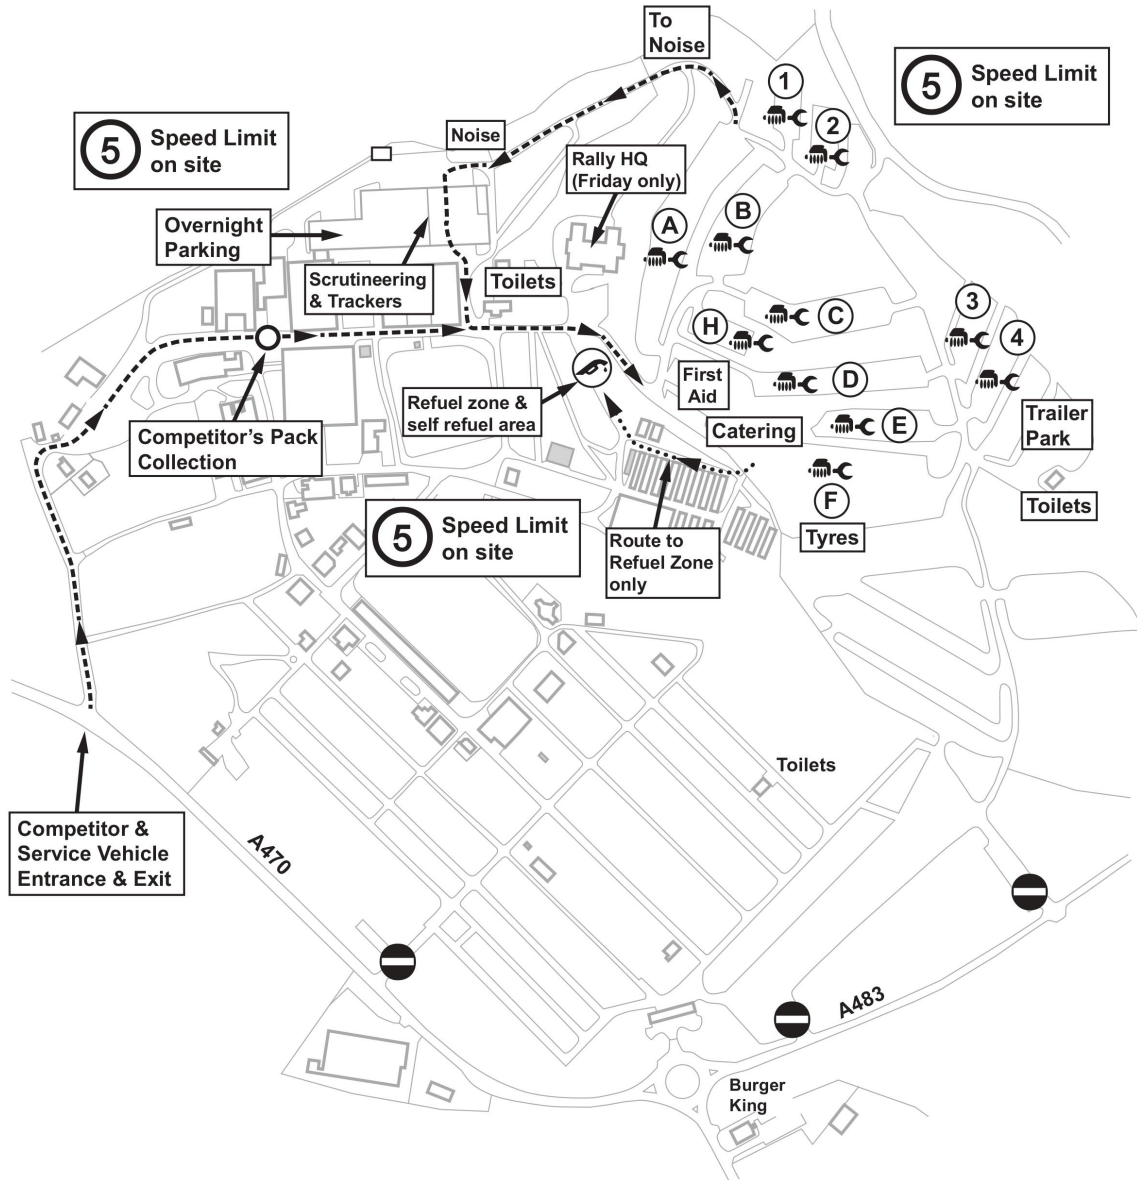 To
Noise
5
Speed Limit
on site
1
5
Speed Limit
on site
2
Noise
Rally HQ
(Friday only)
Overnight
Parking
A
B
Scrutineering
& Trackers
Toilets
3
H
C
4
First
Aid
D
Refuel zone &
self refuel area
Trailer
Park
Competitor's Pack
Collection
Catering
E
F
Toilets
5
Speed Limit
on site
Route to
Refuel Zone
only
Tyres
Toilets
Competitor &
Service Vehicle
Entrance & Exit
A470
A483
Burger
King